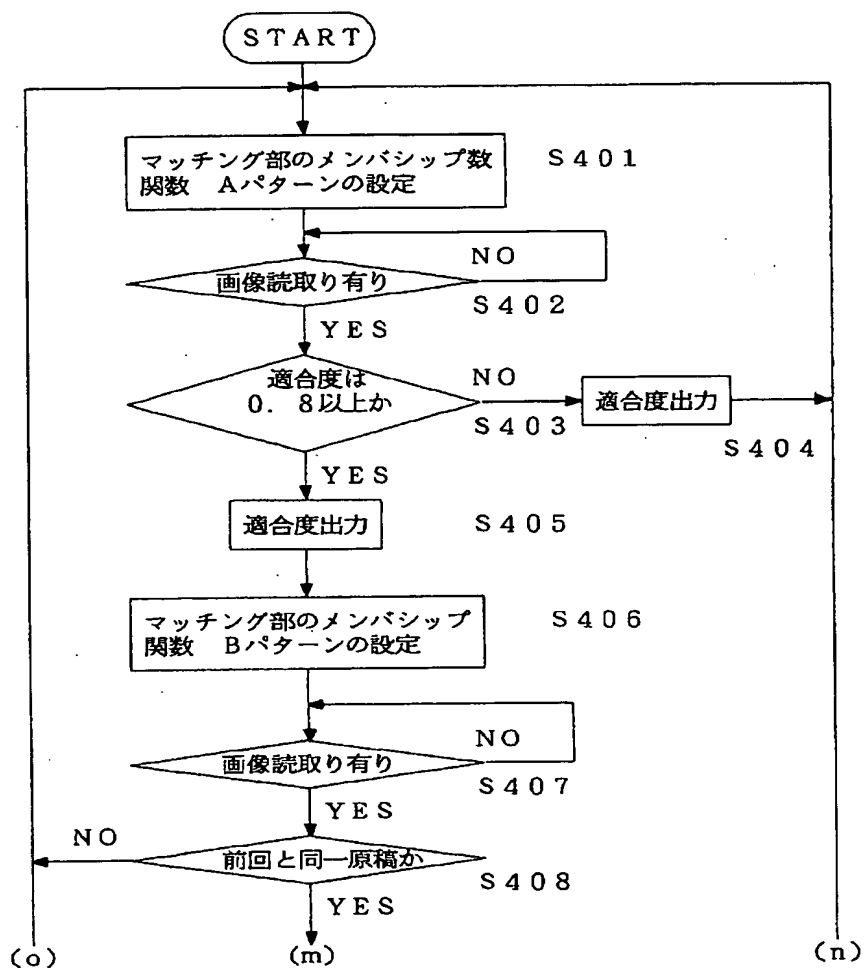 START
マッチング部のメンバシップ数
関数 Aパターンの設定
S401
NO
画像読取り有り
S402
YES
適合度は
0.8以上か
NO
S403
適合度出力
S404
YES
適合度出力
S405
マッチング部のメンバシップ
関数 Bパターンの設定
S406
NO
画像読取り有り
S407
YES
NO
前回と同一原稿か
S408
YES
(o)
(m)
(n)